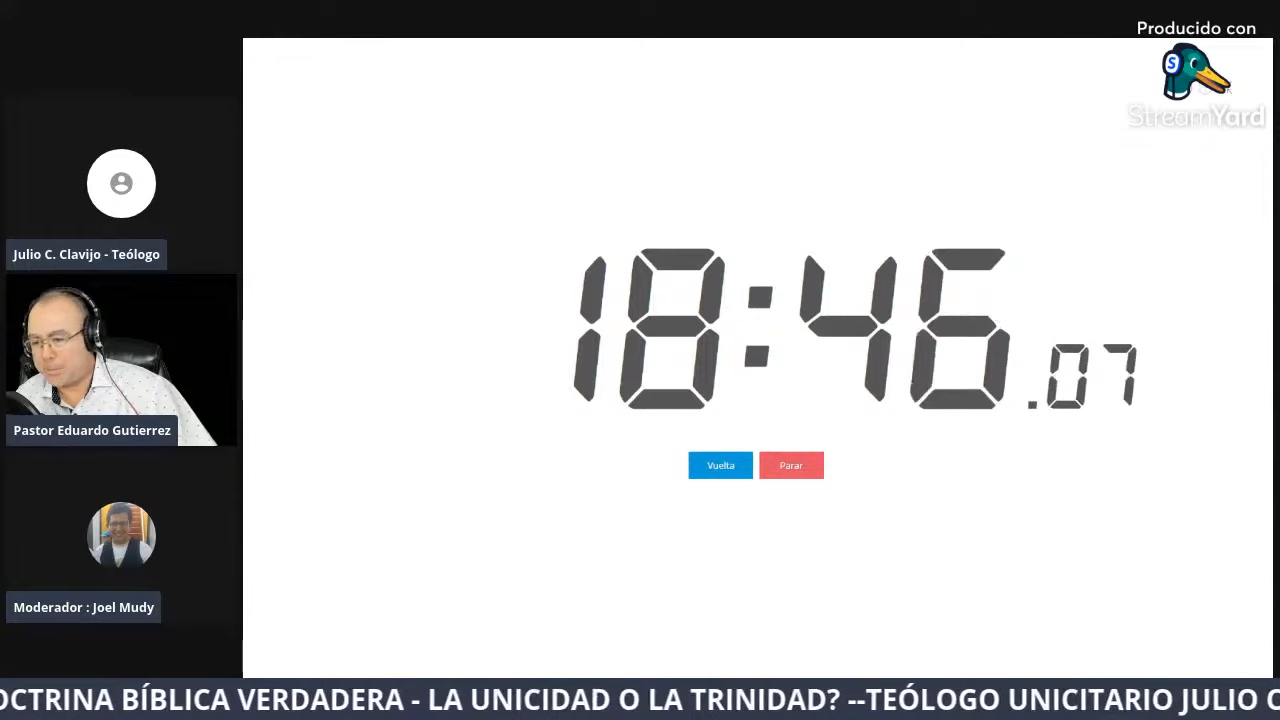 Producido con
StreamYard
Julio C. Clavijo - Teólogo
18:46.07
Pastor Eduardo Gutierrez
Vuelta
Parar
Moderador : Joel Mudy
OCTRINA BÍBLICA VERDADERA - LA UNICIDAD O LA TRINIDAD? --TEÓLOGO UNICITARIO JULIO C